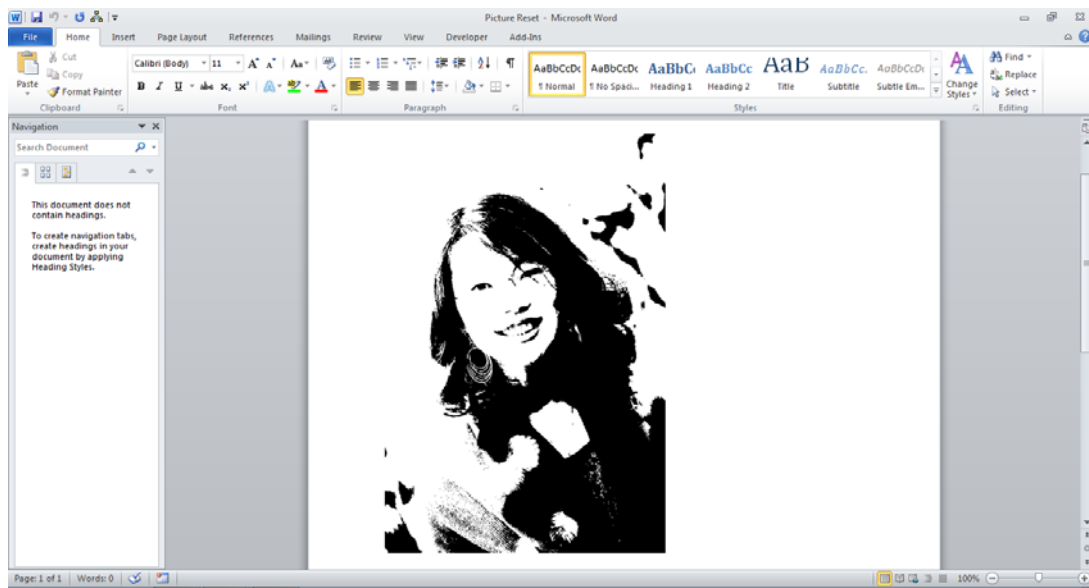 Picture Reset - Microsoft Word
File Home Insert Page Layout References Mailings Review View Developer Add-Ins
Paste
Cut
Copy
Format Painter
Clipboard
Calibri (Body) 11
B I U abc x, x²
Font
Paragraph
AaBbCcDc AaBbCcDc AaBbC AaBbCc AaB AaBbCc. AaBbCcDc
¶ Normal ¶ No Spaci... Heading 1 Heading 2 Title Subtitle Subtle Em...
Styles
Change Styles
Find
Replace
Select
Editing
Navigation
Search Document
This document does not
contain headings.
To create navigation tabs,
create headings in your
document by applying
Heading Styles.
Page: 1 of 1 Words: 0 100%